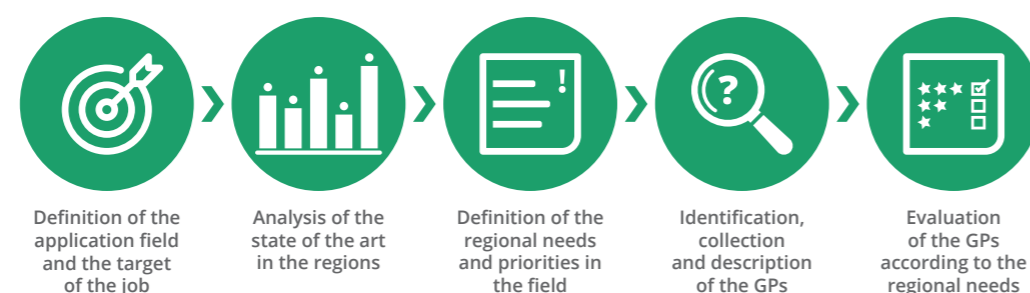 !
?
Definition of the
application field
and the target
of the job
Analysis of the
state of the art
in the regions
Definition of the
regional needs
and priorities in
the field
Identification,
collection
and description
of the GPs
Evaluation
of the GPs
according to the
regional needs